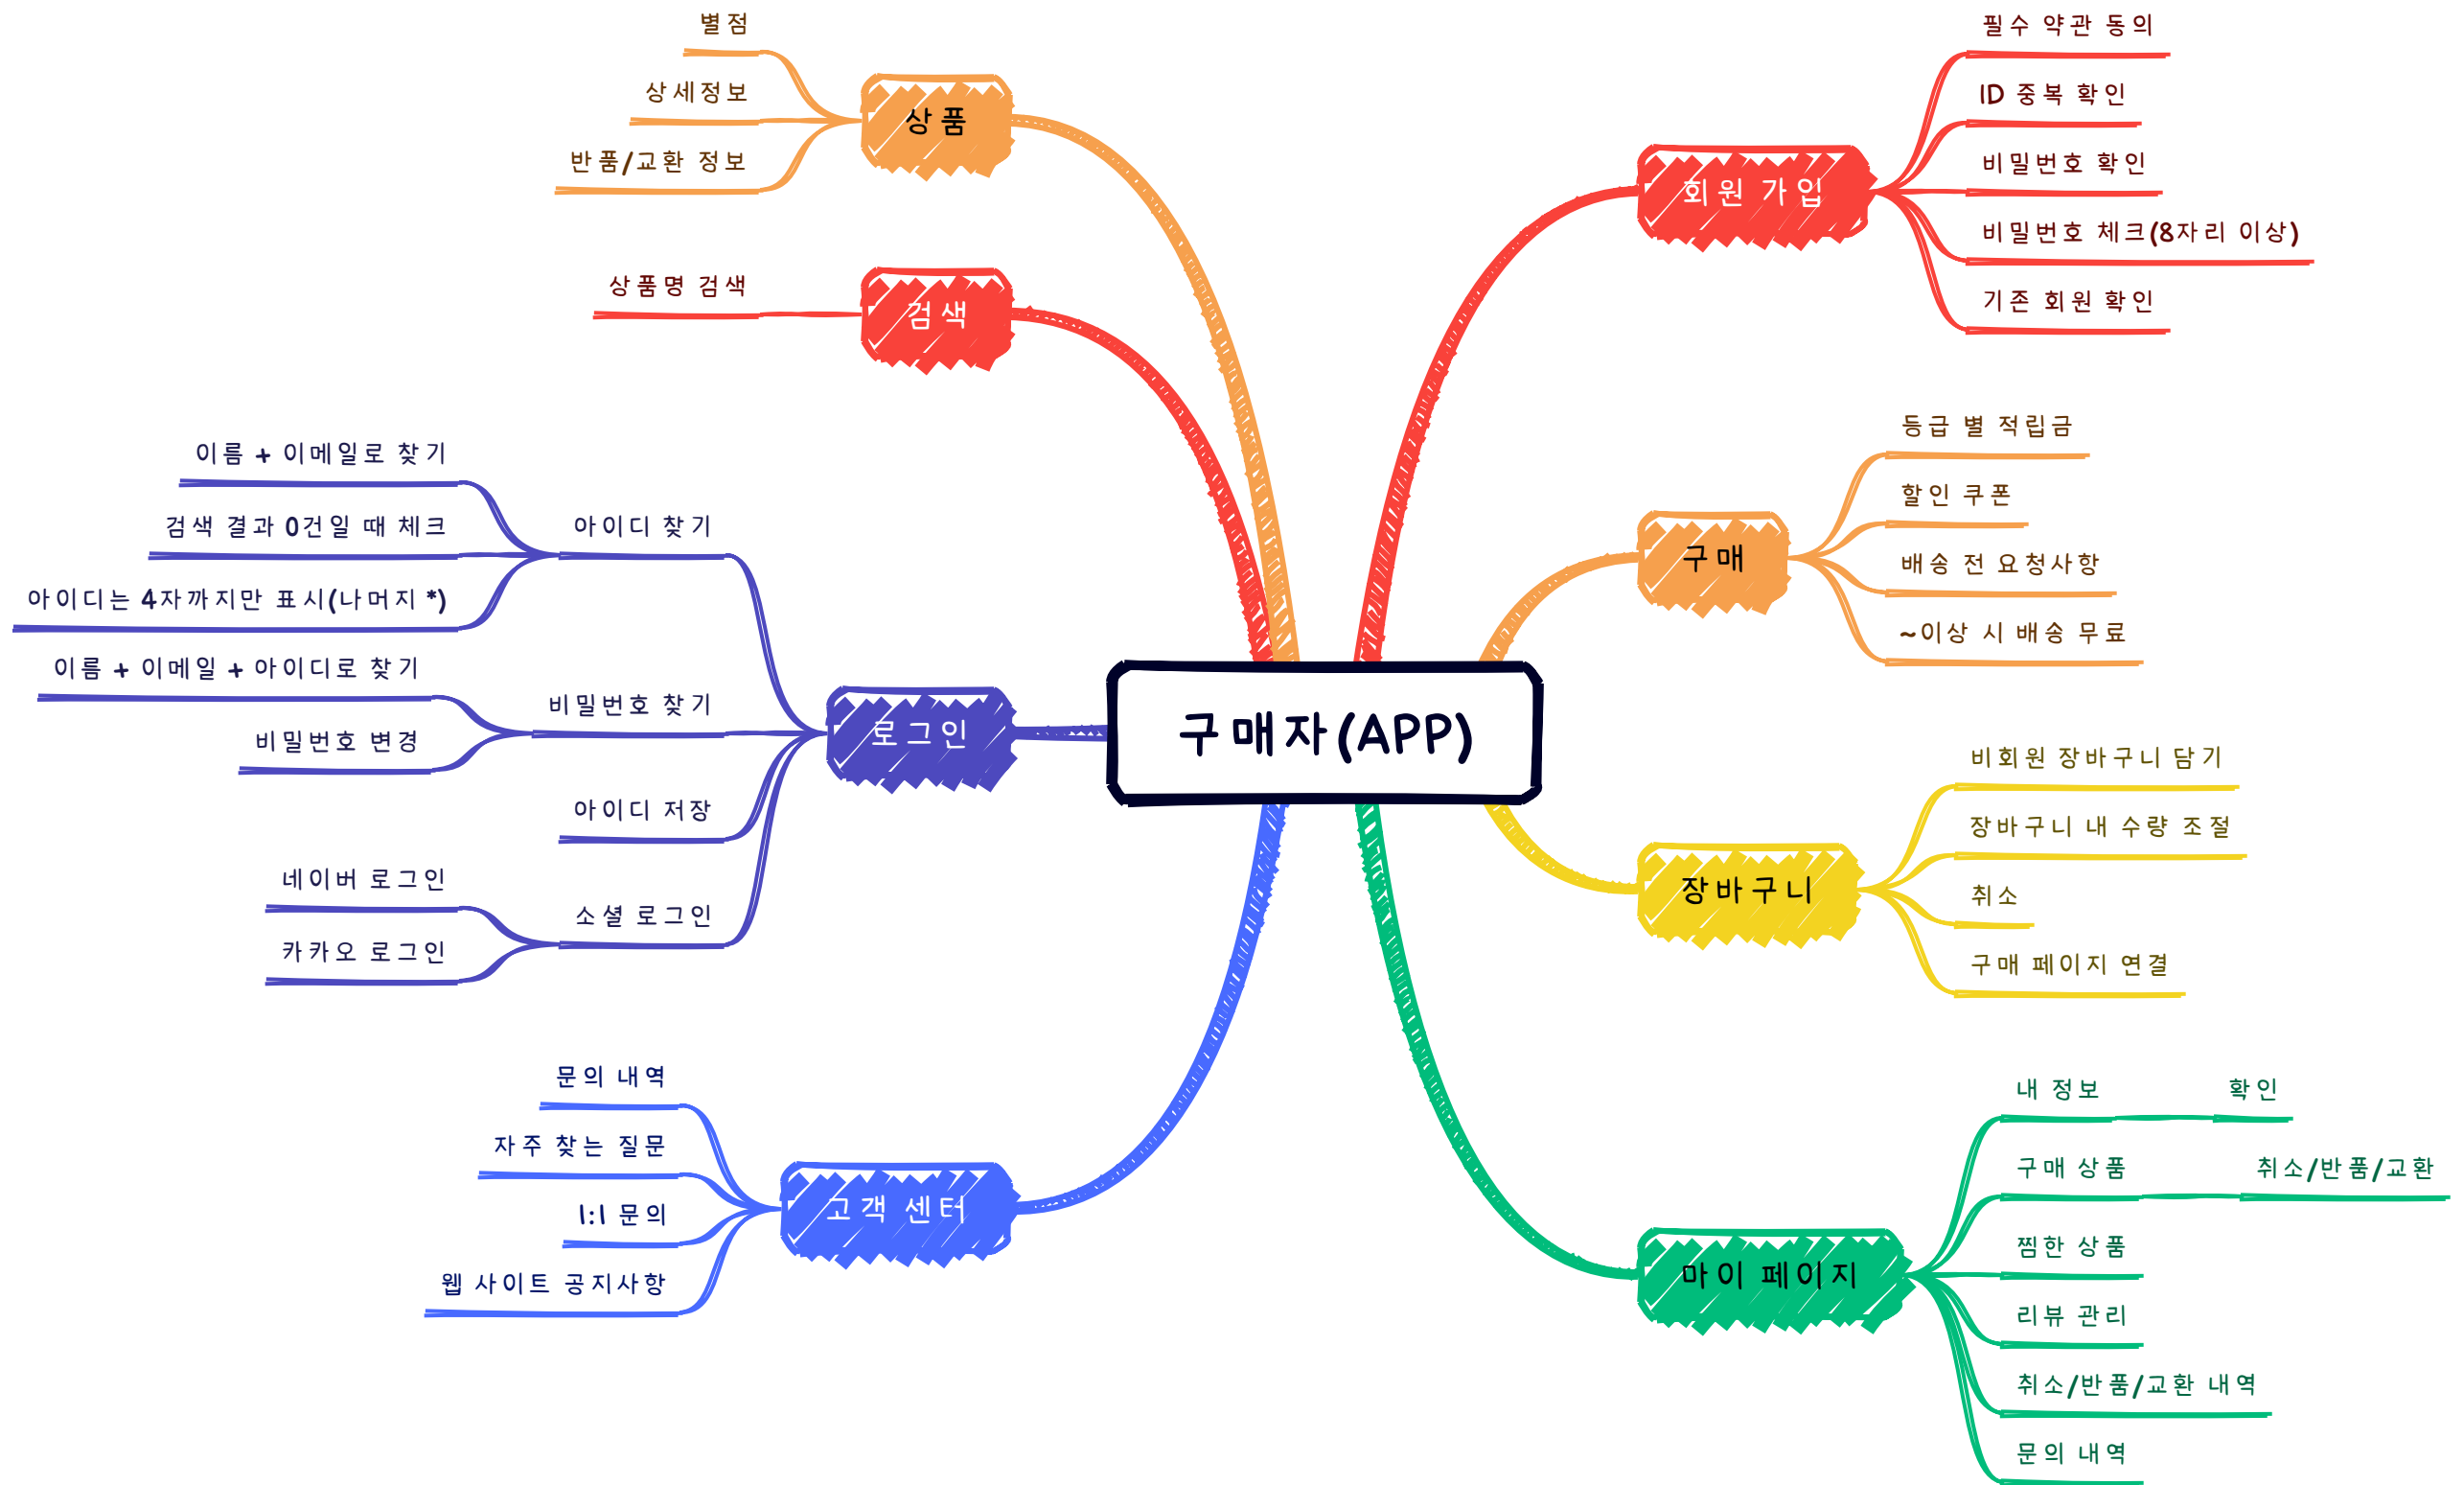 구매자(APP)
회원 가입
필수 약관 동의
ID 중복 확인
비밀번호 확인
비밀번호 체크(8자리 이상)
기존 회원 확인
구매
등급 별 적립금
할인 쿠폰
배송 전 요청사항
~이상 시 배송 무료
장바구니
비회원 장바구니 담기
장바구니 내 수량 조절
취소
구매 페이지 연결
마이 페이지
내 정보
확인
구매 상품
취소/반품/교환
찜한 상품
리뷰 관리
취소/반품/교환 내역
문의 내역
상품
별점
상세정보
반품/교환 정보
검색
상품명 검색
로그인
아이디 찾기
이름 + 이메일로 찾기
검색 결과 0건일 때 체크
아이디는 4자까지만 표시(나머지 *)
비밀번호 찾기
이름 + 이메일 + 아이디로 찾기
비밀번호 변경
아이디 저장
소셜 로그인
네이버 로그인
카카오 로그인
고객 센터
문의 내역
자주 찾는 질문
1:1 문의
웹 사이트 공지사항